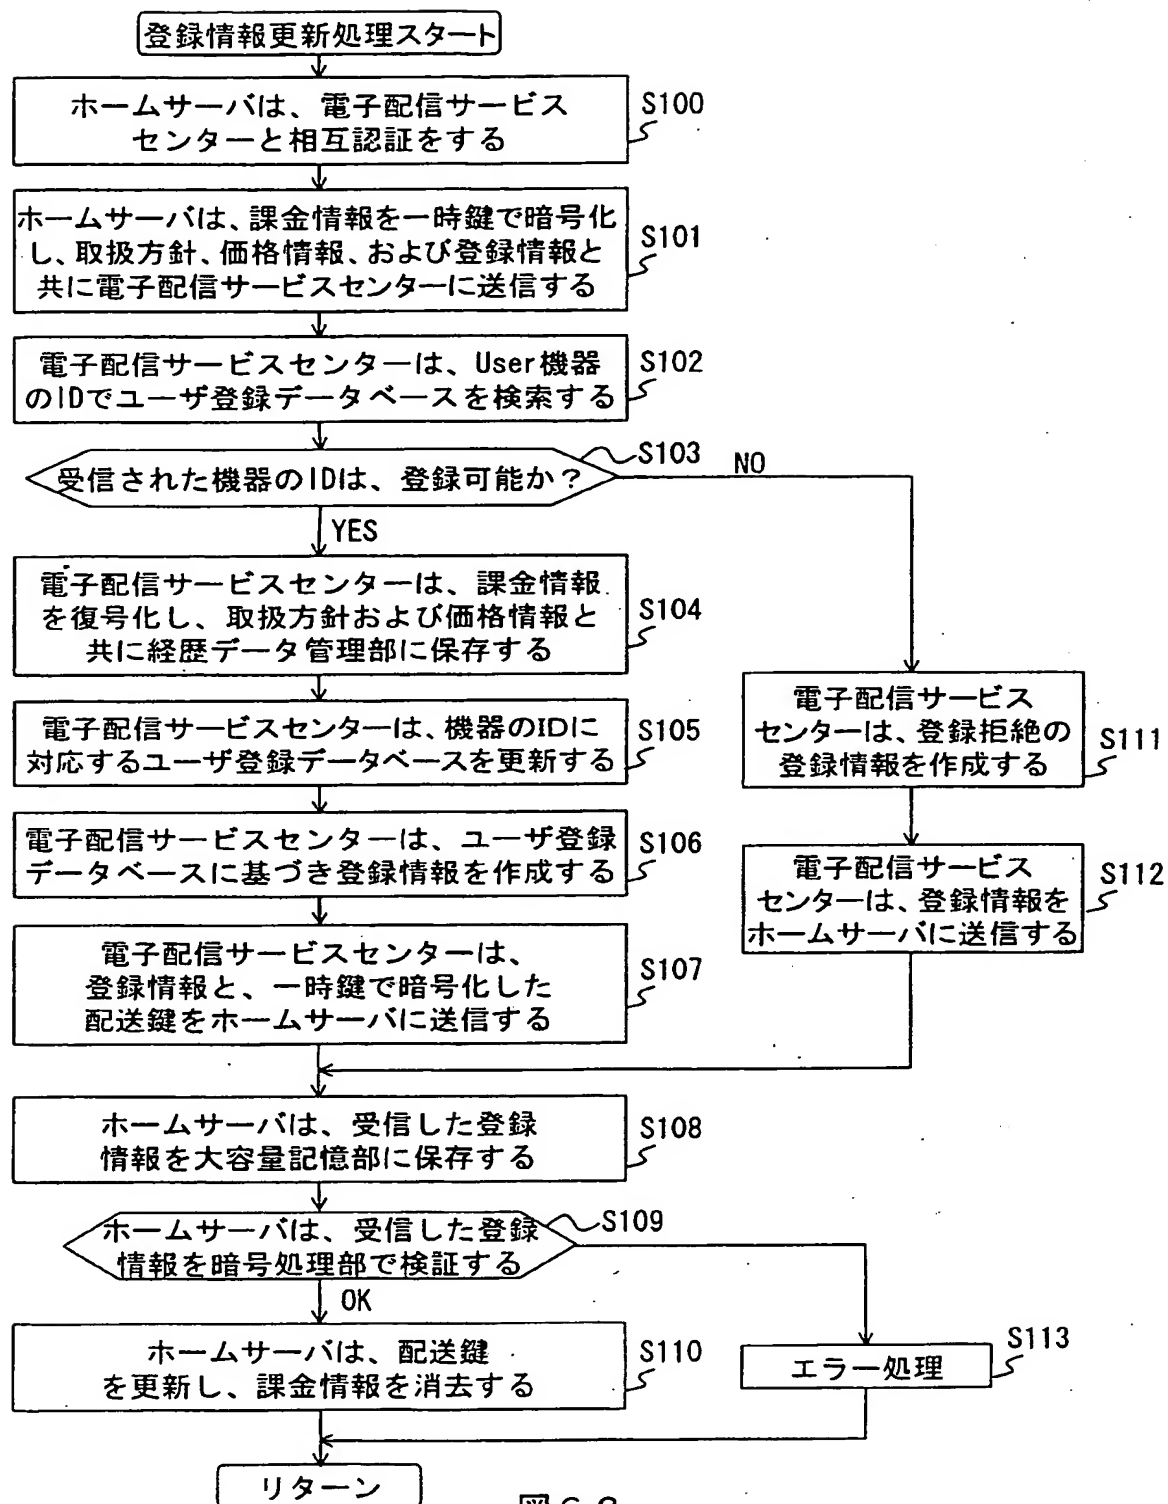 登録情報更新処理スタート
ホームサーバは、電子配信サービス
センターと相互認証をする
S100
ホームサーバは、課金情報を一時鍵で暗号化
し、取扱方針、価格情報、および登録情報と
共に電子配信サービスセンターに送信する
S101
電子配信サービスセンターは、User機器
のIDでユーザ登録データベースを検索する
S102
受信された機器のIDは、登録可能か?
S103
NO
YES
電子配信サービスセンターは、課金情報
を復号化し、取扱方針および価格情報と
共に経歴データ管理部に保存する
S104
電子配信サービスセンターは、機器のIDに
対応するユーザ登録データベースを更新する
S105
電子配信サービスセンターは、ユーザ登録
データベースに基づき登録情報を作成する
S106
電子配信サービスセンターは、
登録情報と、一時鍵で暗号化した
配送鍵をホームサーバに送信する
S107
電子配信サービス
センターは、登録拒絶の
登録情報を作成する
S111
電子配信サービス
センターは、登録情報を
ホームサーバに送信する
S112
ホームサーバは、受信した登録
情報を大容量記憶部に保存する
S108
ホームサーバは、受信した登録
情報を暗号処理部で検証する
S109
OK
ホームサーバは、配送鍵
を更新し、課金情報を消去する
S110
エラー処理
S113
リターン